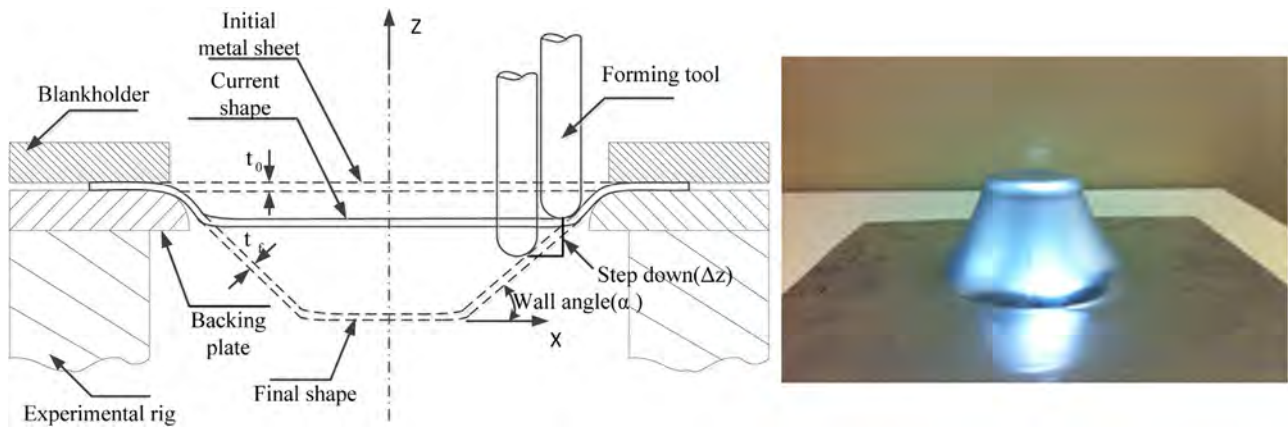 Initial
metal sheet
Current
shape
Z
Forming tool
Blankholder
t0
tf
Step down(Δz)
Wall angle(α )
X
Backing
plate
Final shape
Experimental rig